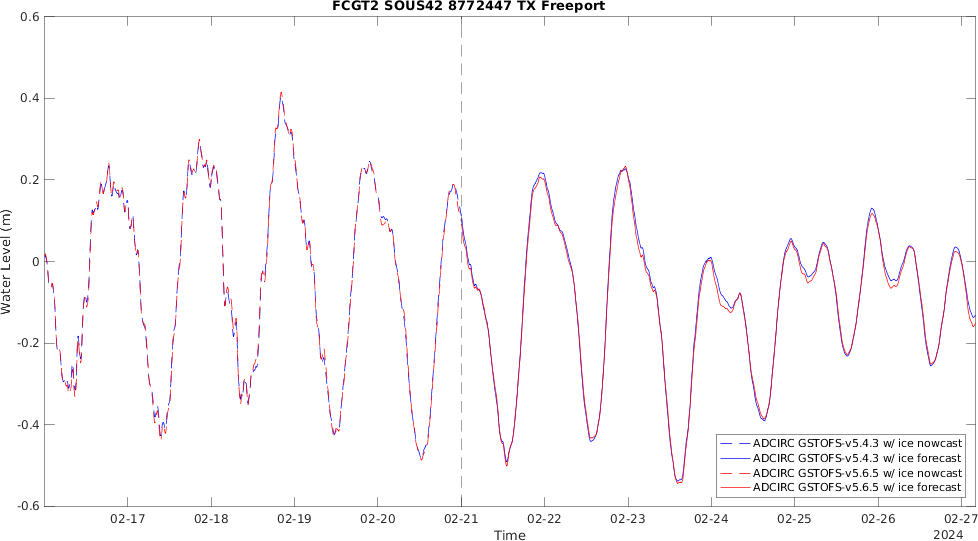 FCGT2 SOUS42 8772447 TX Freeport
0.6
0.4
0.2
0
-0.2
-0.4
-0.6
Water Level (m)
ADCIRC GSTOFS-v5.4.3 w/ ice nowcast
ADCIRC GSTOFS-v5.4.3 w/ ice forecast
ADCIRC GSTOFS-v5.6.5 w/ ice nowcast
ADCIRC GSTOFS-v5.6.5 w/ ice forecast
02-17 02-18 02-19 02-20 02-21 02-22 02-23 02-24 02-25 02-26 02-27
Time
2024